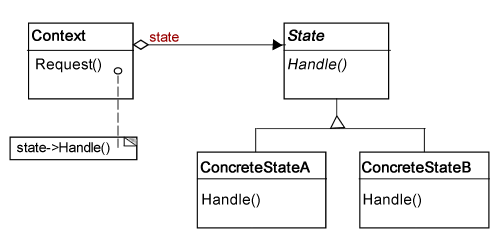 Context
state
State
Request()
Handle()
state->Handle()
ConcreteStateA
ConcreteStateB
Handle()
Handle()